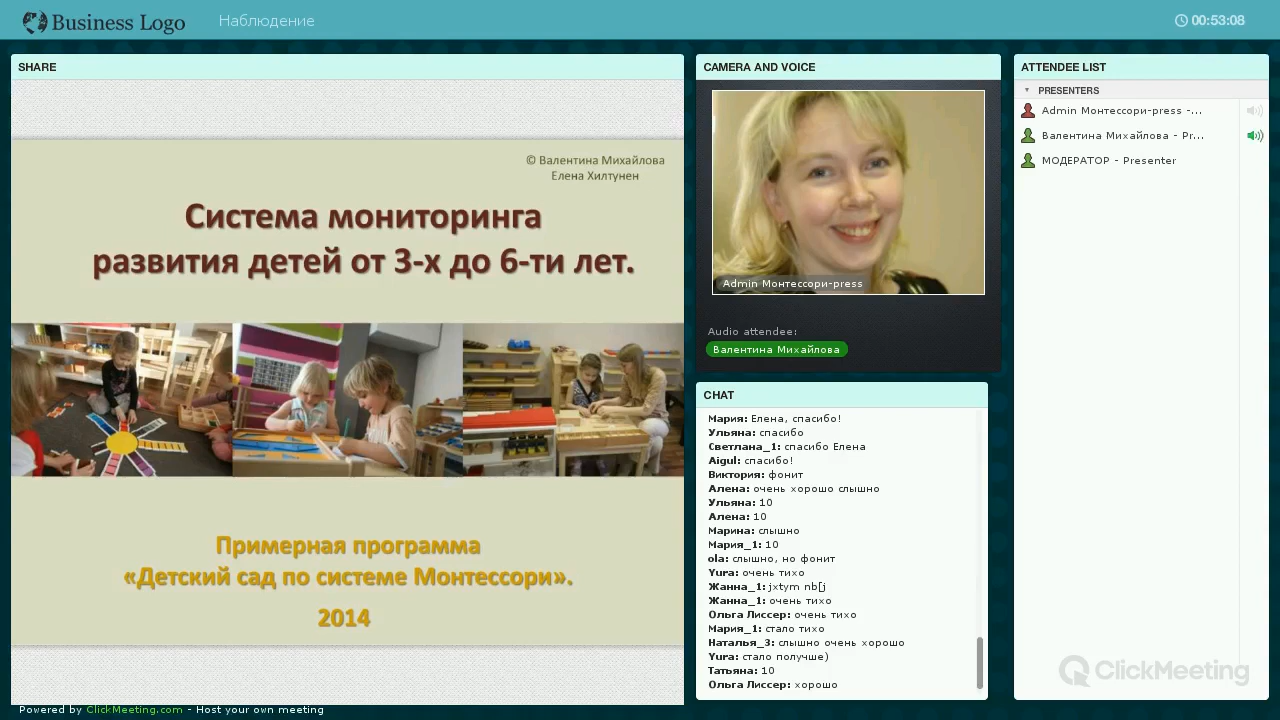 Business Logo
Наблюдение
00:53:08
SHARE
© Валентина Михайлова
Елена Хилтунен
Система мониторинга
развития детей от 3-х до 6-ти лет.
Примерная программа
«Детский сад по системе Монтессори».
2014
Powered by ClickMeeting.com - Host your own meeting
CAMERA AND VOICE
Admin Монтессори-press
Audio attendee:
Валентина Михайлова
CHAT
Мария: Елена, спасибо!
Ульяна: спасибо
Светлана_1: спасибо Елена
Aigul: спасибо!
Виктория: фонит
Алена: очень хорошо слышно
Ульяна: 10
Алена: 10
Марина: слышно
Мария_1: 10
ola: слышно, но фонит
Yura: очень тихо
Жанна_1: jxtym nb[j
Жанна_1: очень тихо
Ольга Лиссер: очень тихо
Мария_1: стало тихо
Наталья_3: слышно очень хорошо
Yura: стало получше)
Татьяна: 10
Ольга Лиссер: хорошо
ATTENDEE LIST
PRESENTERS
Admin Монтессори-press -...
Валентина Михайлова - Pr...
МОДЕРАТОР - Presenter
ClickMeeting